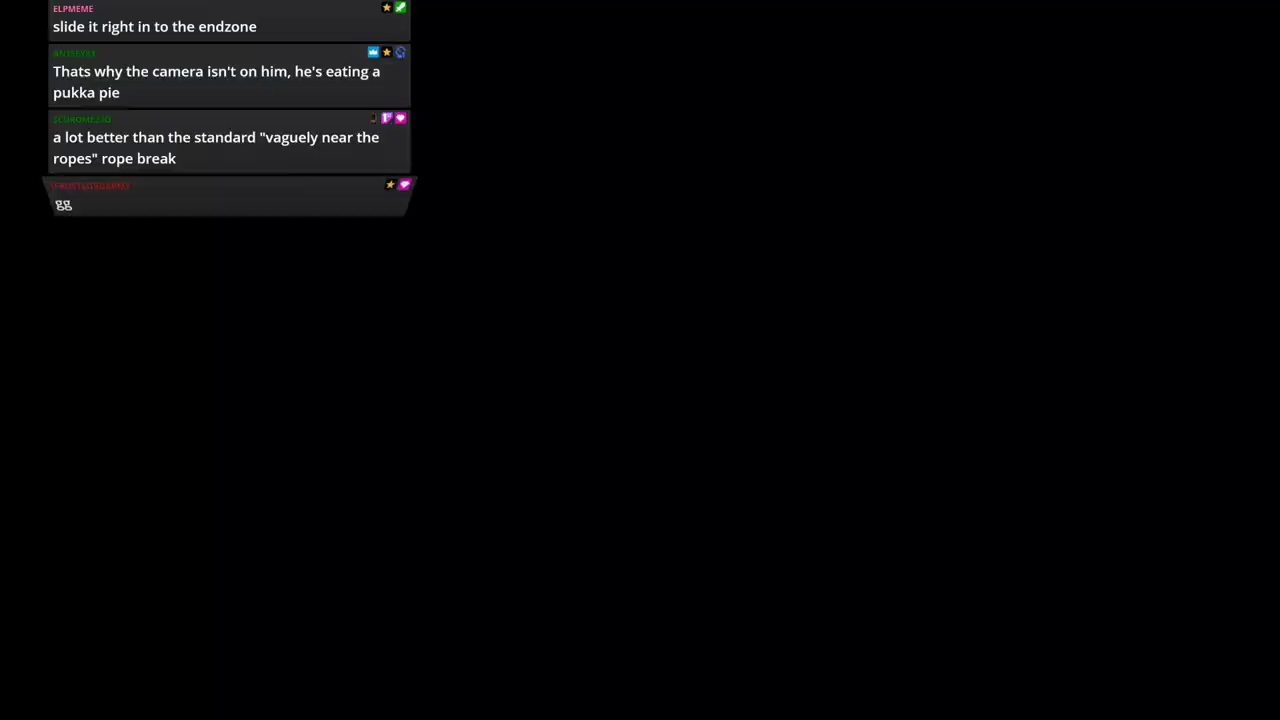 ELPMEME
slide it right in to the endzone
Thats why the camera isn't on him, he's eating a
pukka pie
a lot better than the standard "vaguely near the
ropes" rope break
gg